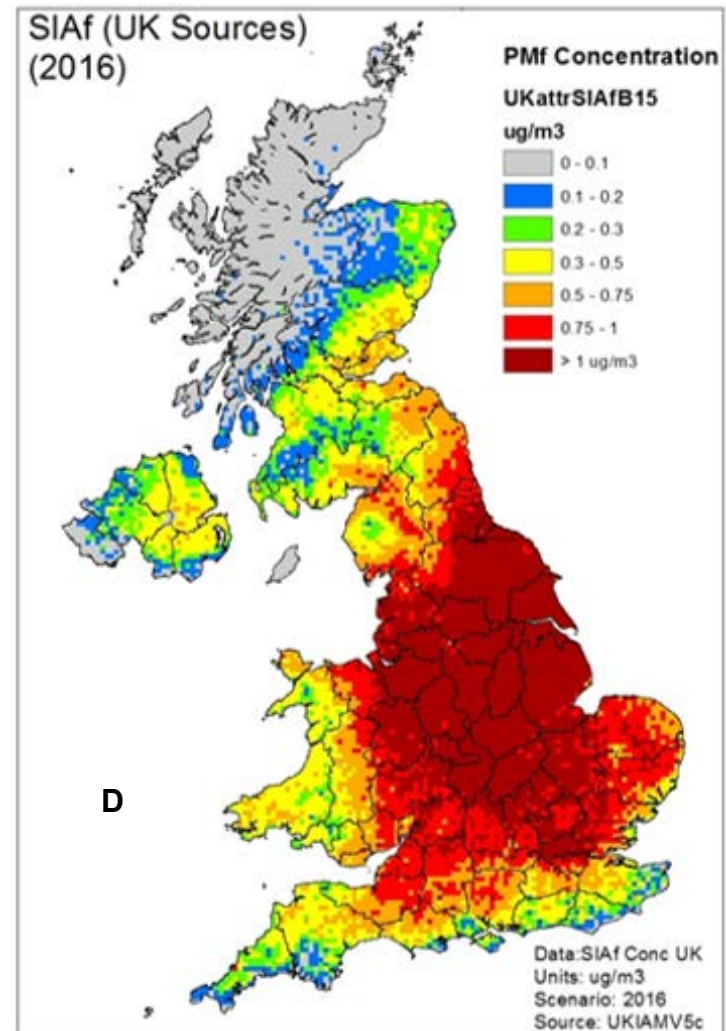 SIAf (UK Sources)
(2016)
PMf Concentration
UKattrSIAfB15
ug/m3
0 - 0.1
0.1 - 0.2
0.2 - 0.3
0.3 - 0.5
0.5 - 0.75
0.75 - 1
> 1 ug/m3
D
Data:SIAf Conc UK
Units: ug/m3
Scenario: 2016
Source: UKIAMV5c